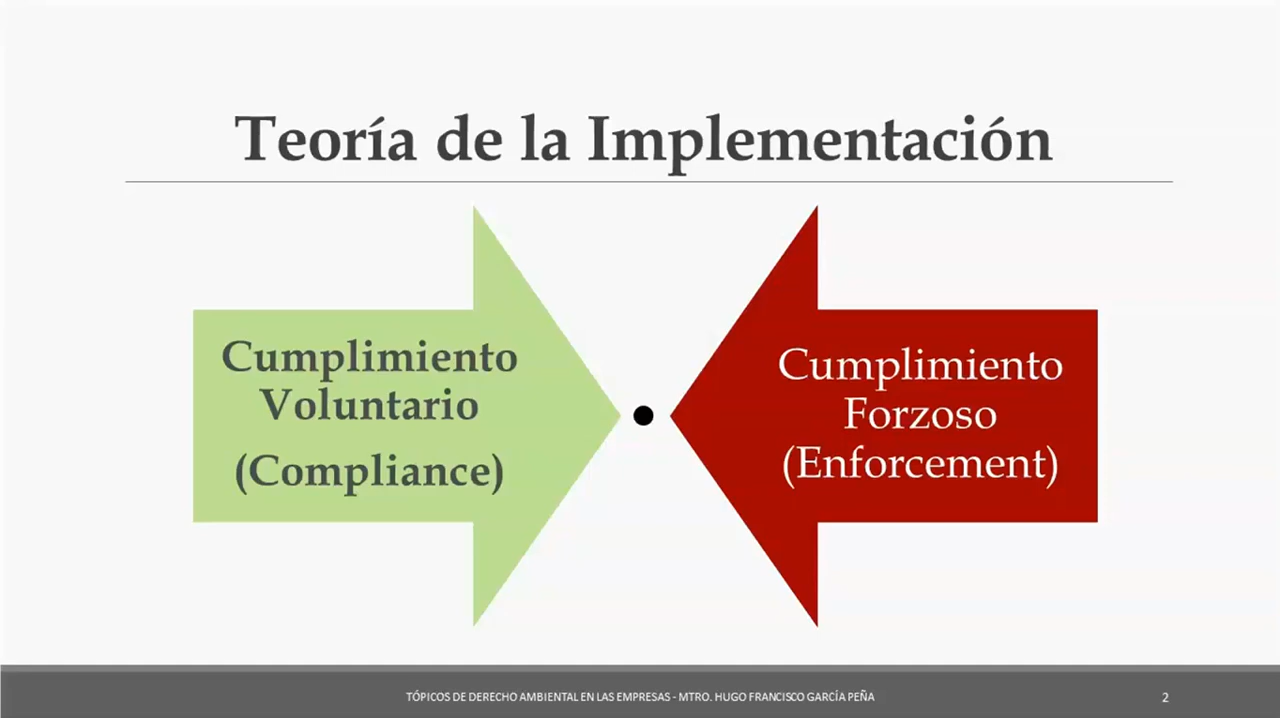 Teoría de la Implementación
Cumplimiento
Voluntario
(Compliance)
Cumplimiento
Forzoso
(Enforcement)
TÓPICOS DE DERECHO AMBIENTAL EN LAS EMPRESAS - MTRO. HUGO FRANCISCO GARCÍA PEÑA
2